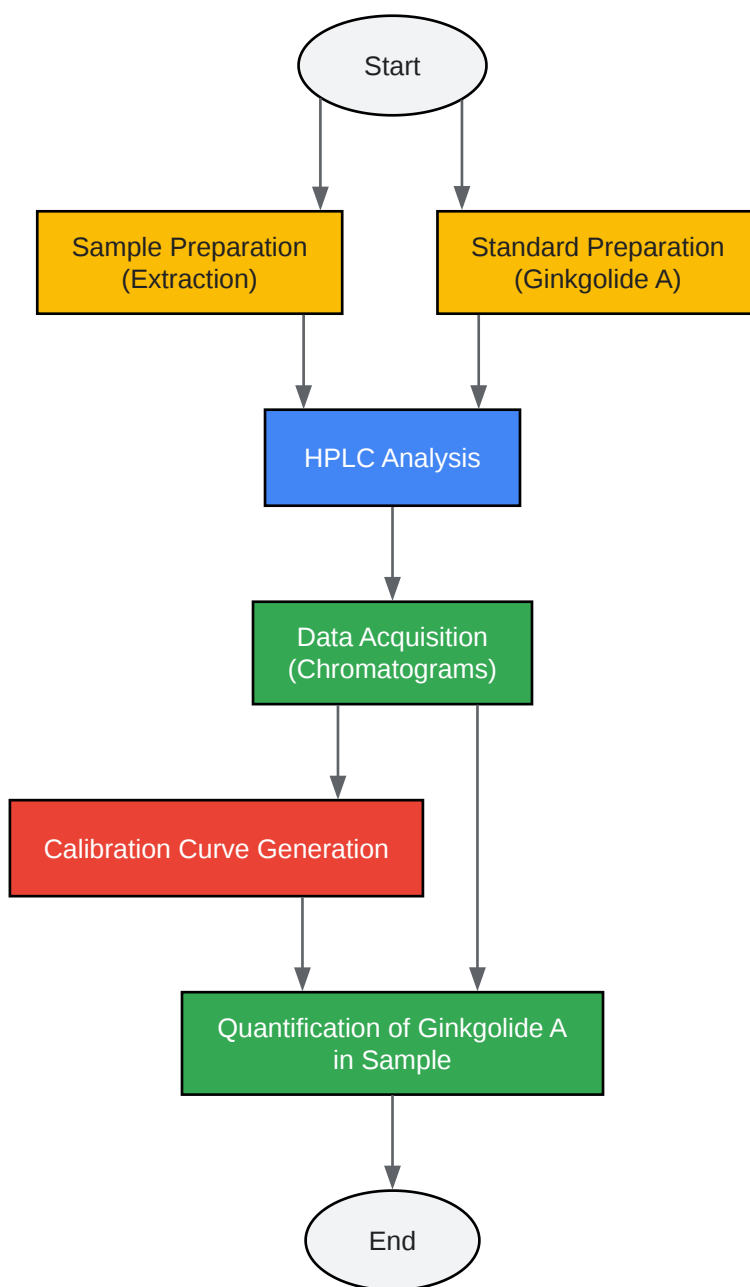 Start
Sample Preparation
(Extraction)
Standard Preparation
(Ginkgolide A)
HPLC Analysis
Data Acquisition
(Chromatograms)
Calibration Curve Generation
Quantification of Ginkgolide A
in Sample
End